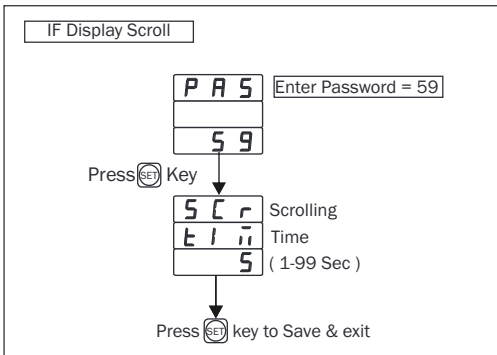 IF Display Scroll
PAS Enter Password = 59
59
Press SET Key
SCr Scrolling
tIM Time
5 ( 1-99 Sec )
Press SET key to Save & exit